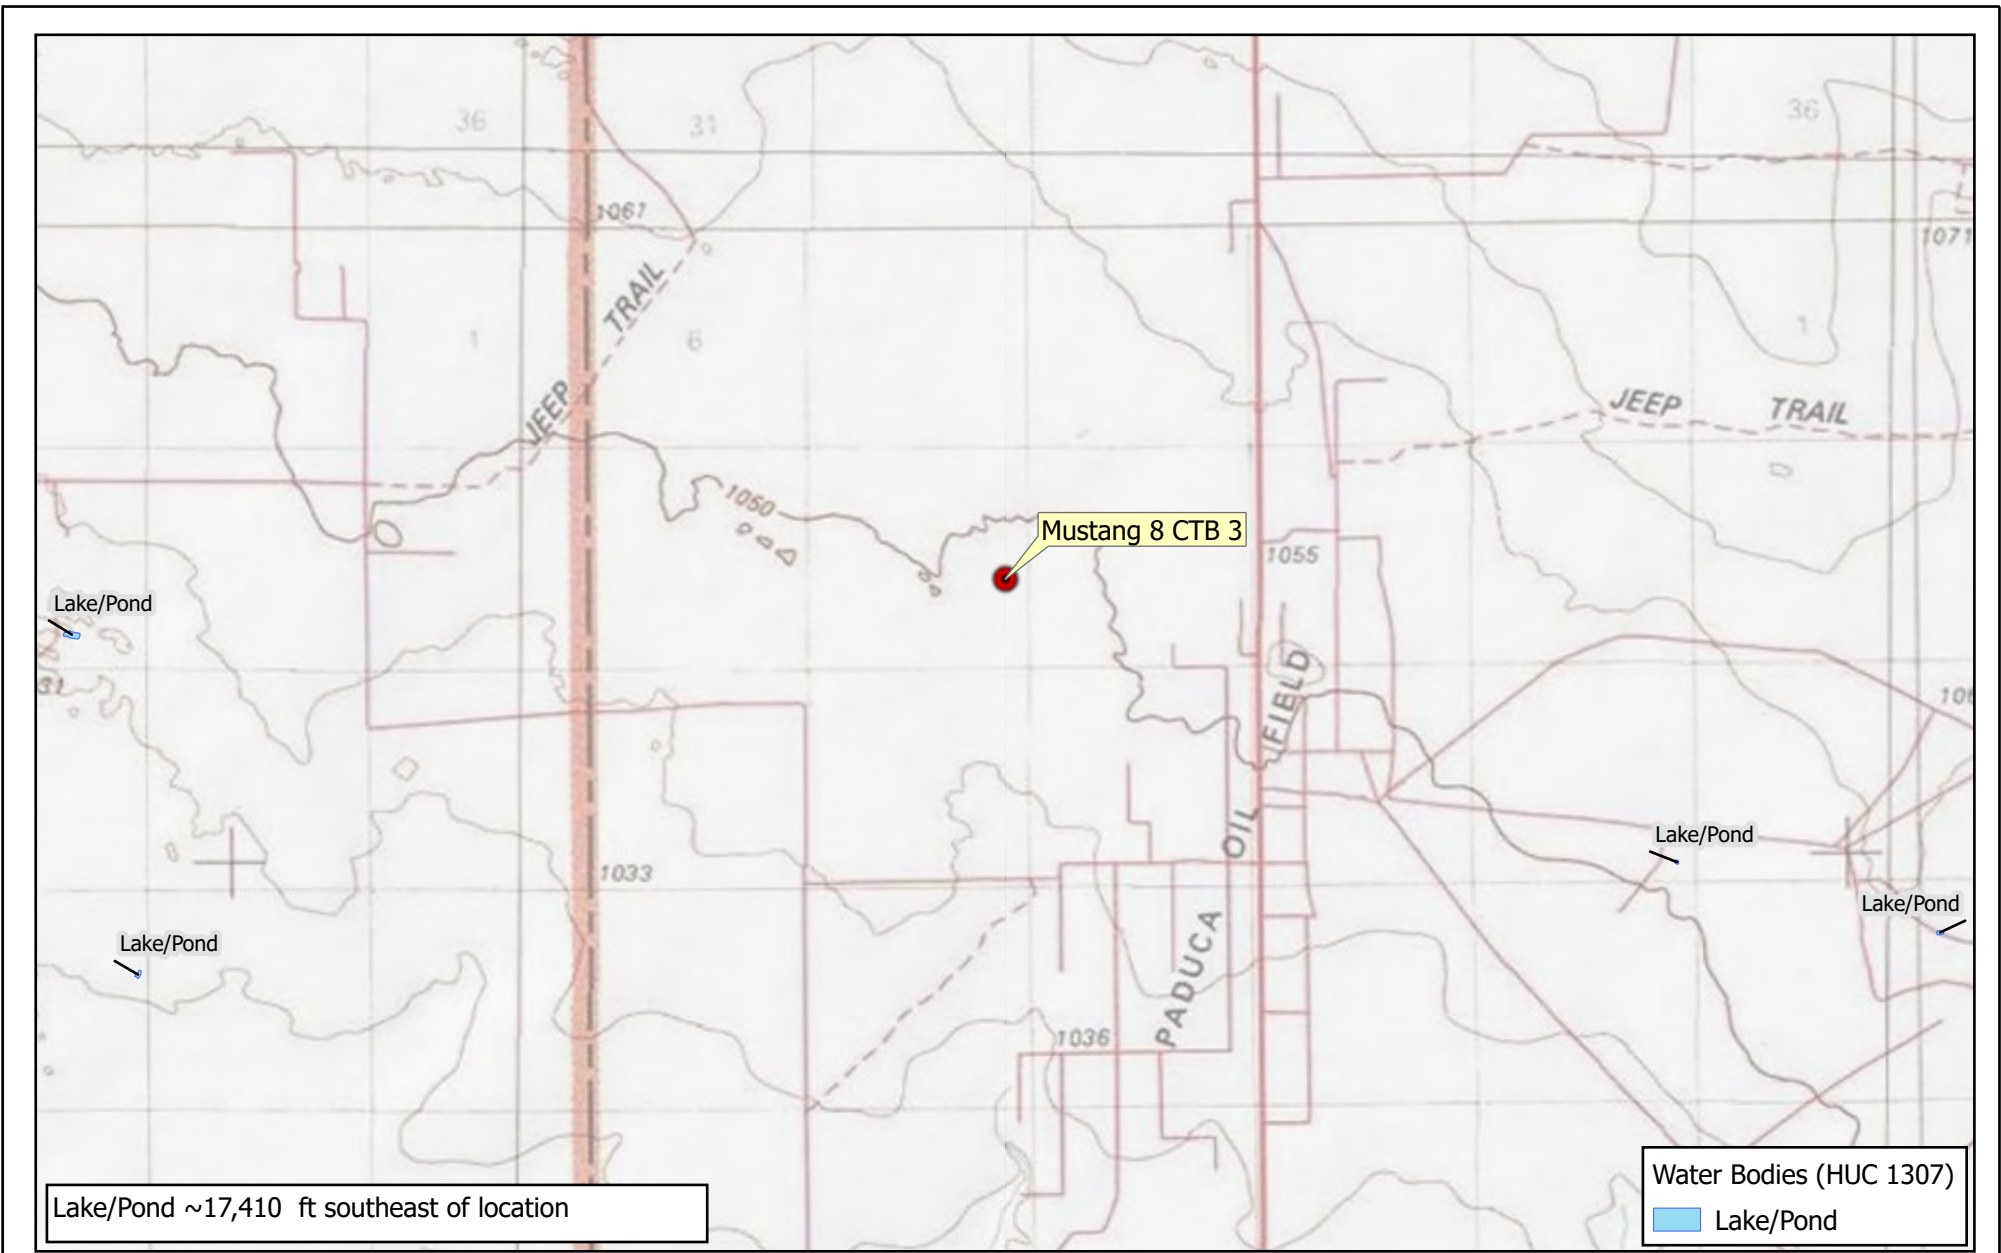 36
31
36
1061
1071
TRAIL
1
6
1
JEEP
JEEP TRAIL
1050
Mustang 8 CTB 3
1055
Lake/Pond
31
FIELD
106
OIL
Lake/Pond
1033
Lake/Pond
PADUCA
Lake/Pond
1036
Lake/Pond ~17,410 ft southeast of location
Water Bodies (HUC 1307)
Lake/Pond